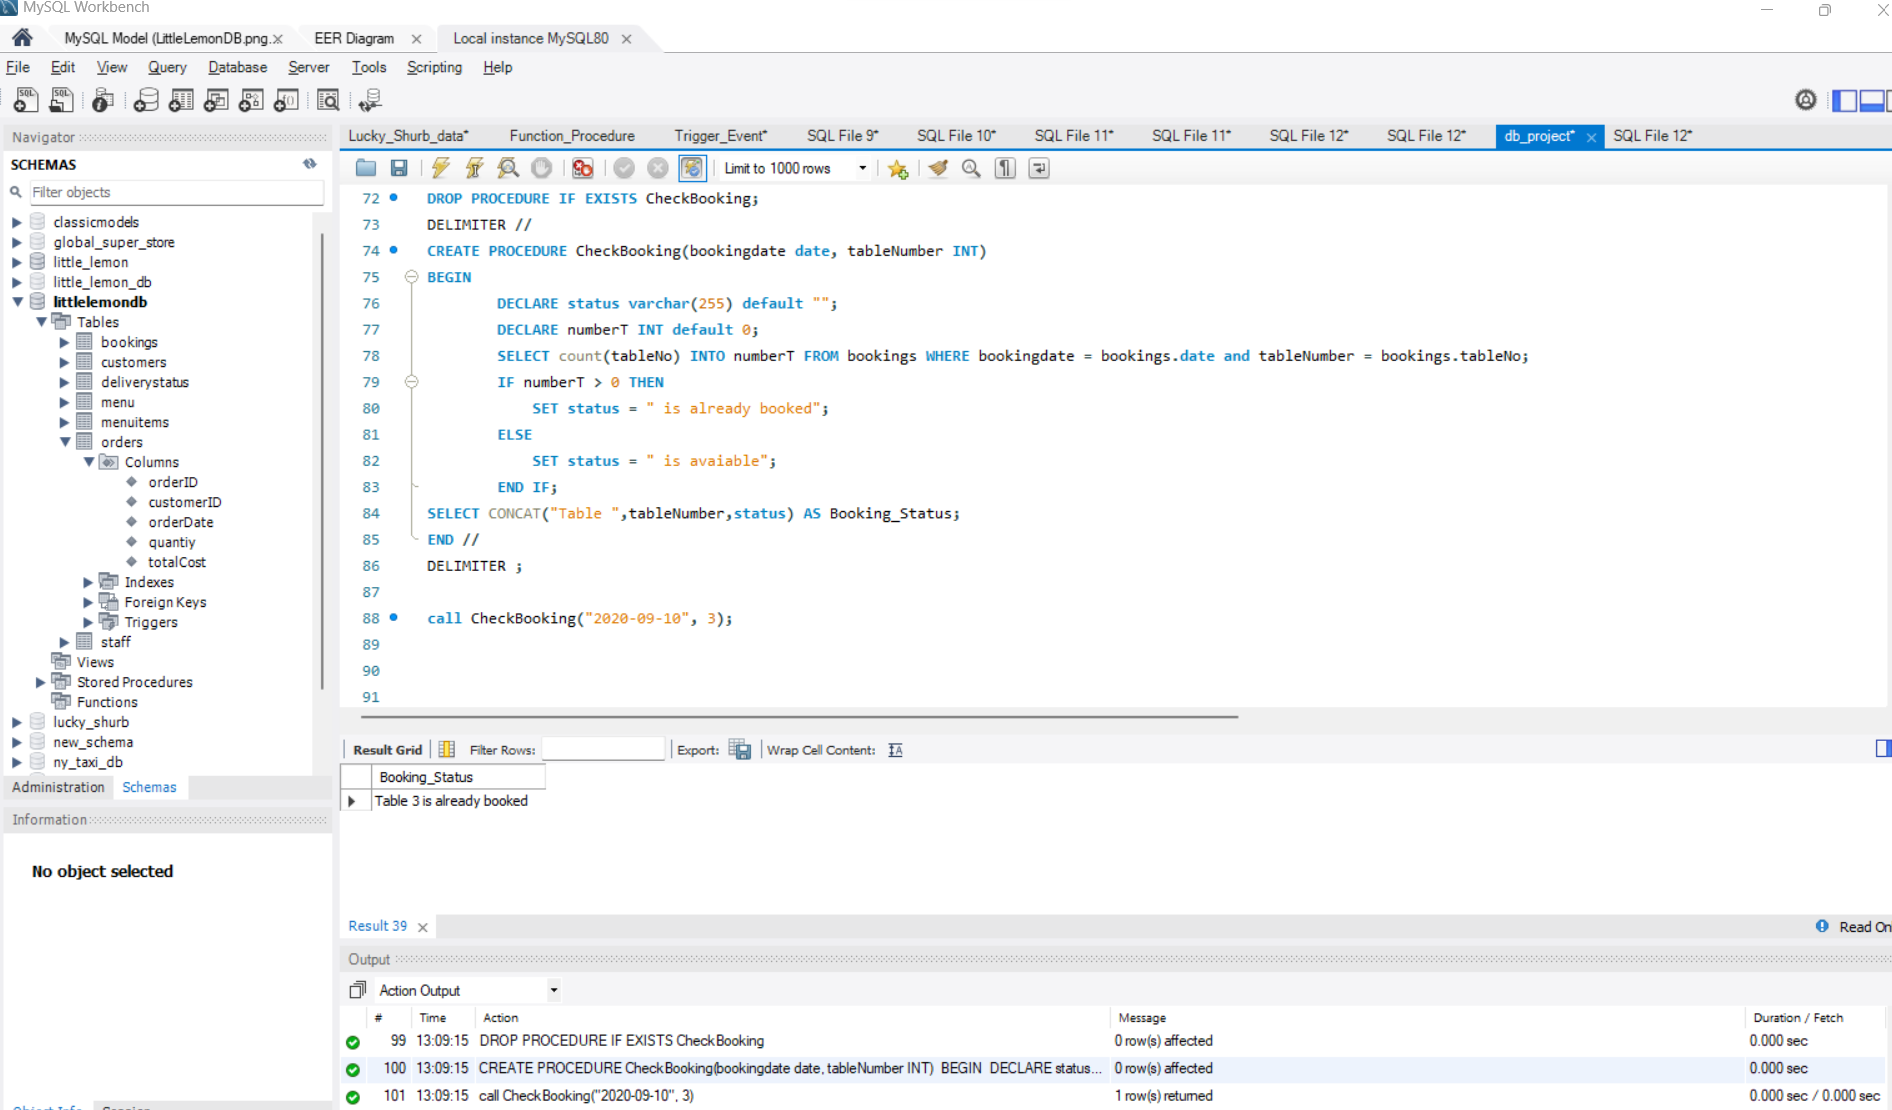 MySQL Workbench
MySQL Model (LittleLemonDB.png.×
EER Diagram ×
Local instance MySQL80 ×
File Edit View Query Database Server Tools Scripting Help
Navigator
SCHEMAS
Filter objects
classicmodels
global_super_store
little_lemon
little_lemon_db
littlelemondb
Tables
bookings
customers
deliverystatus
menu
menuitems
orders
Columns
orderID
customerID
orderDate
quantiy
totalCost
Indexes
Foreign Keys
Triggers
staff
Views
Stored Procedures
Functions
lucky_shurb
new_schema
ny_taxi_db
Administration Schemas
Information
No object selected
Lucky_Shurb_data* Function_Procedure Trigger_Event* SQL File 9* SQL File 10* SQL File 11* SQL File 11* SQL File 12* SQL File 12* db_project* × SQL File 12*
Limit to 1000 rows
72 DROP PROCEDURE IF EXISTS CheckBooking;
73 DELIMITER //
74 CREATE PROCEDURE CheckBooking(bookingdate date, tableNumber INT)
75 BEGIN
76 DECLARE status varchar(255) default "";
77 DECLARE numberT INT default 0;
78 SELECT count(tableNo) INTO numberT FROM bookings WHERE bookingdate = bookings.date and tableNumber = bookings.tableNo;
79 IF numberT > 0 THEN
80 SET status = " is already booked";
81 ELSE
82 SET status = " is avaiable";
83 END IF;
84 SELECT CONCAT("Table ",tableNumber,status) AS Booking_Status;
85 END //
86 DELIMITER ;
87
88 call CheckBooking("2020-09-10", 3);
89
90
91
Result Grid Filter Rows: Export: Wrap Cell Content:
Booking_Status
Table 3 is already booked
Result 39 ×
Read On
Output
Action Output
# Time Action Message Duration / Fetch
99 13:09:15 DROP PROCEDURE IF EXISTS CheckBooking 0 row(s) affected 0.000 sec
100 13:09:15 CREATE PROCEDURE CheckBooking(bookingdate date, tableNumber INT) BEGIN DECLARE status... 0 row(s) affected 0.000 sec
101 13:09:15 call CheckBooking("2020-09-10", 3) 1 row(s) returned 0.000 sec / 0.000 sec